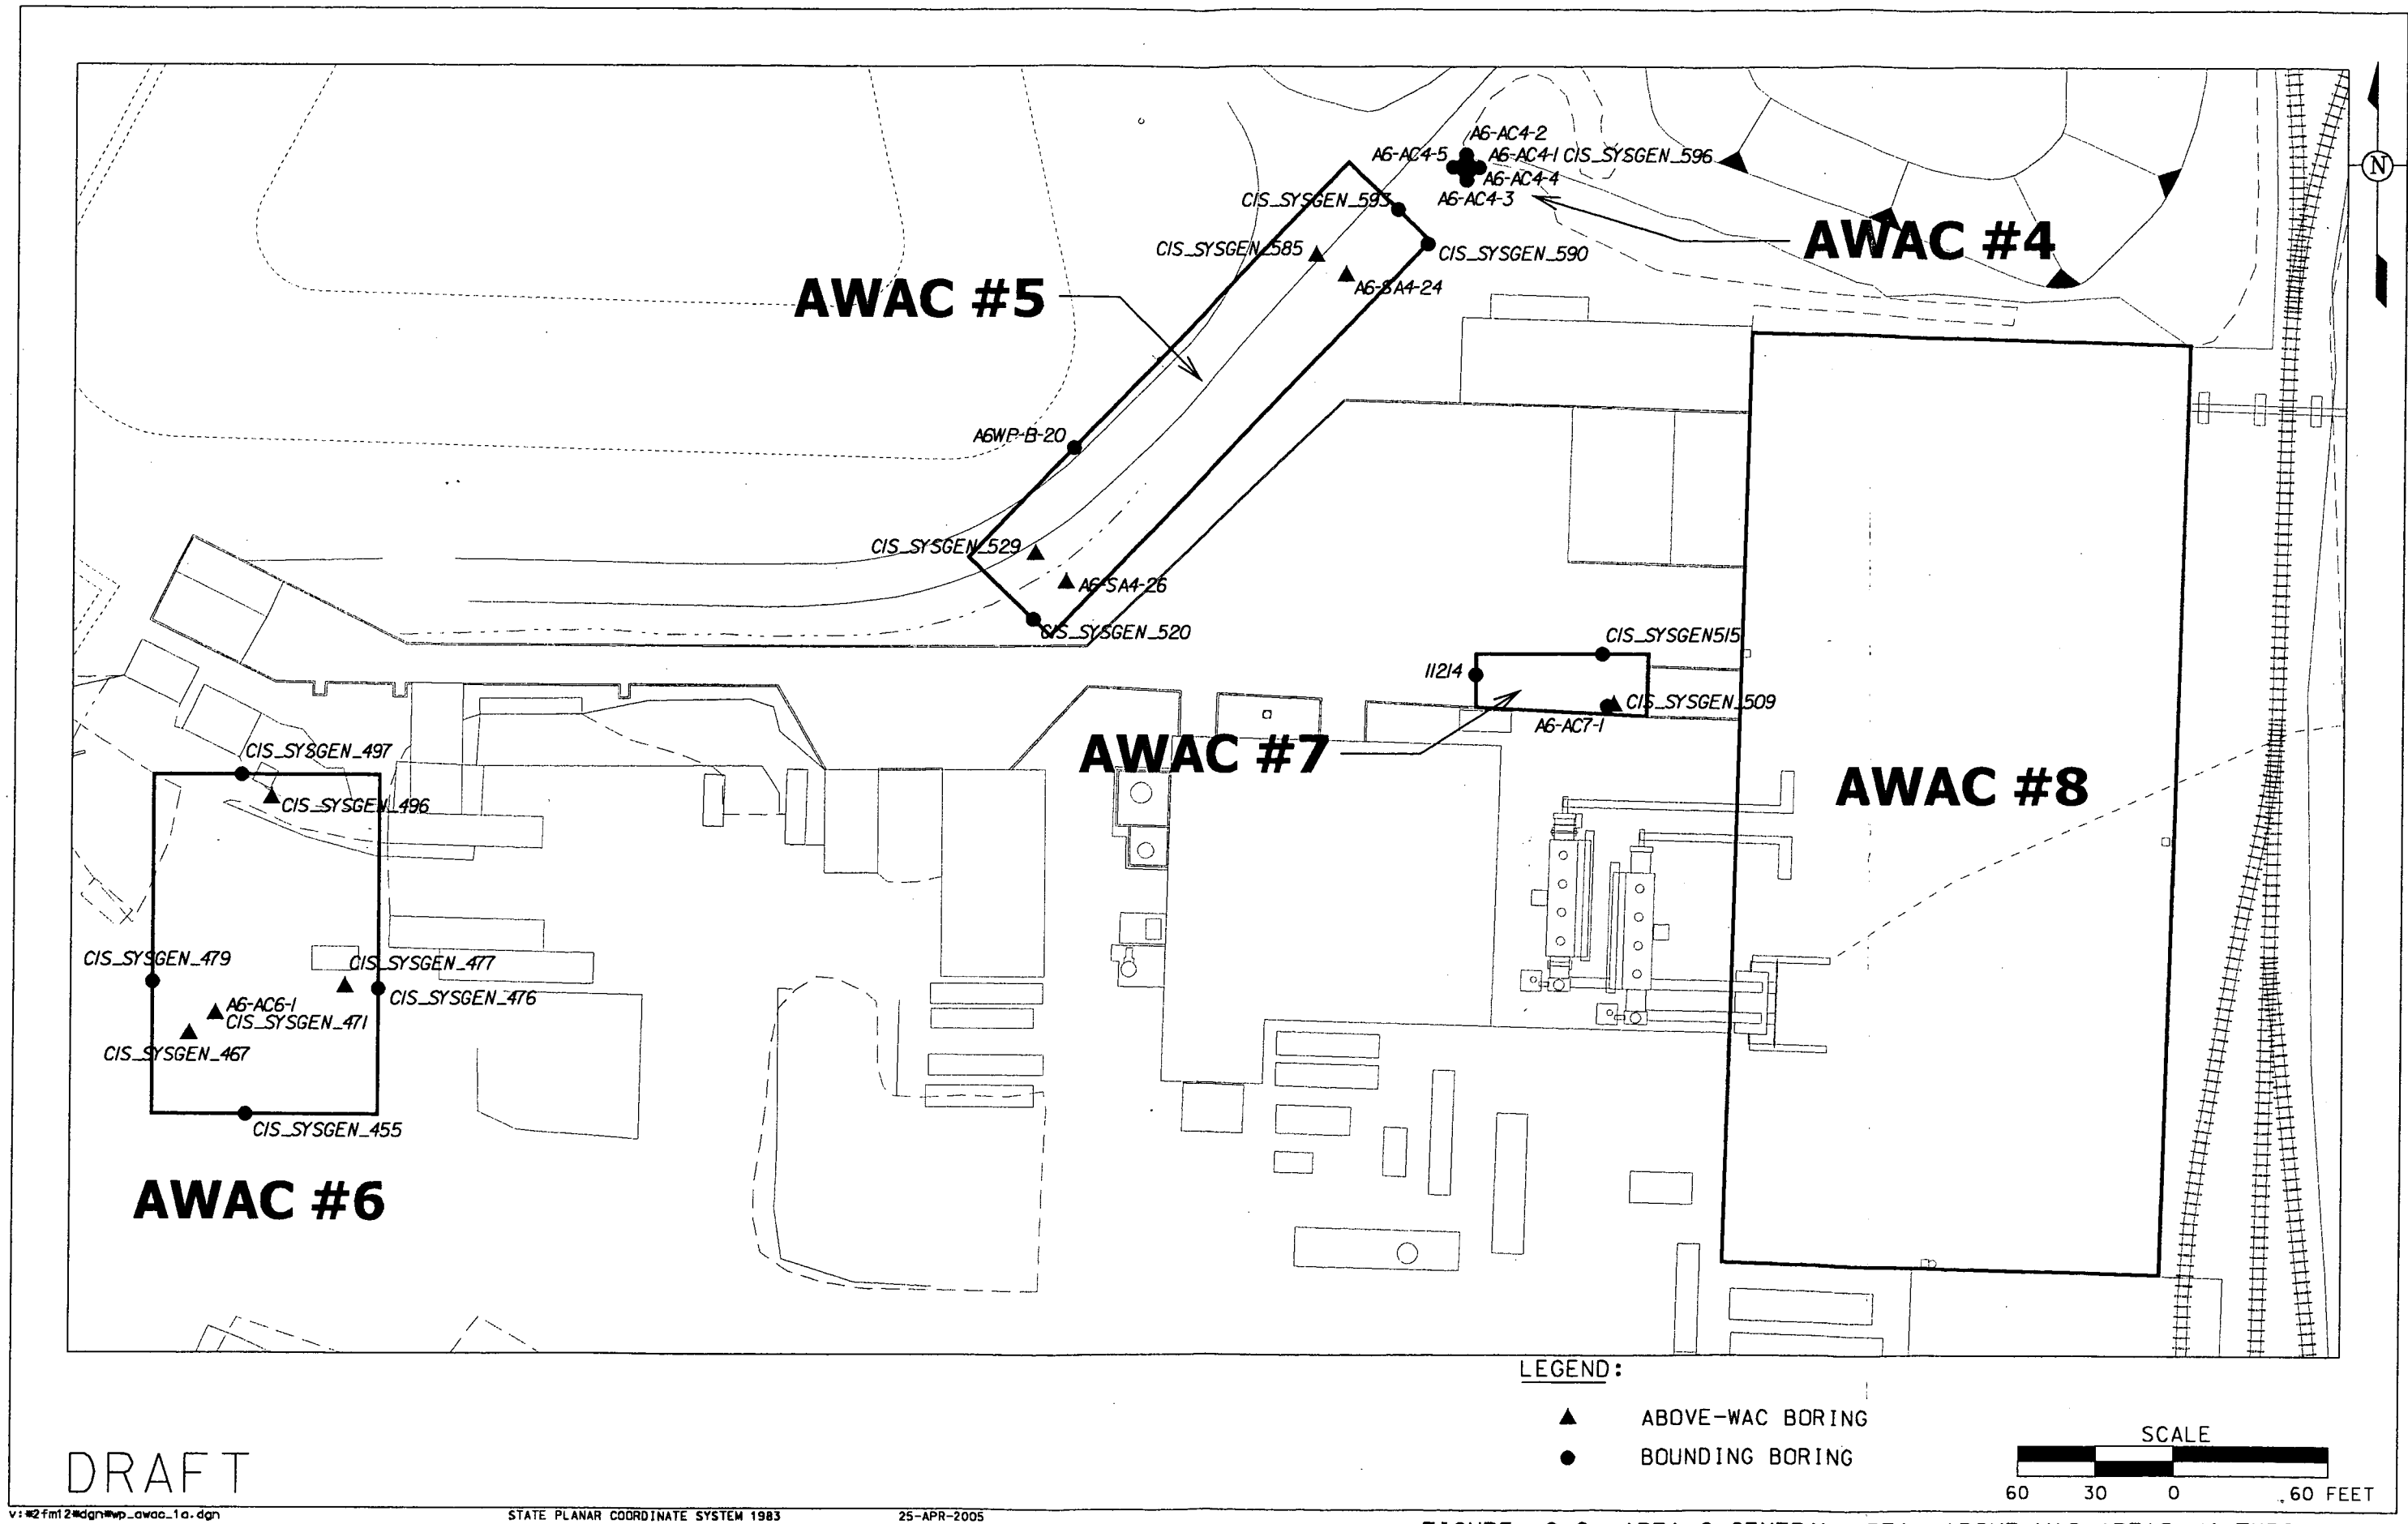 A6-AC4-2
A6-AC4-5
A6-AC4-1 CIS_SYSGEN_596
A6-AC4-4
A6-AC4-3
N
CIS_SYSGEN_593
CIS_SYSGEN_585
CIS_SYSGEN_590
AWAC #4
A6-SA4-24
AWAC #5
A6WP-B-20
CIS_SYSGEN_529
A6-SA4-26
CIS_SYSGEN_520
CIS_SYSGEN515
11214
CIS_SYSGEN_509
A6-AC7-1
AWAC #7
CIS_SYSGEN_497
CIS_SYSGEN_496
AWAC #8
CIS_SYSGEN_479
CIS_SYSGEN_477
CIS_SYSGEN_476
A6-AC6-1
CIS_SYSGEN_471
CIS_SYSGEN_467
CIS_SYSGEN_455
AWAC #6
LEGEND:
ABOVE-WAC BORING
BOUNDING BORING
SCALE
60 30 0 60 FEET
DRAFT
v:#2fm12#dgn#wp_awac_1a.dgn
STATE PLANAR COORDINATE SYSTEM 1983
25-APR-2005